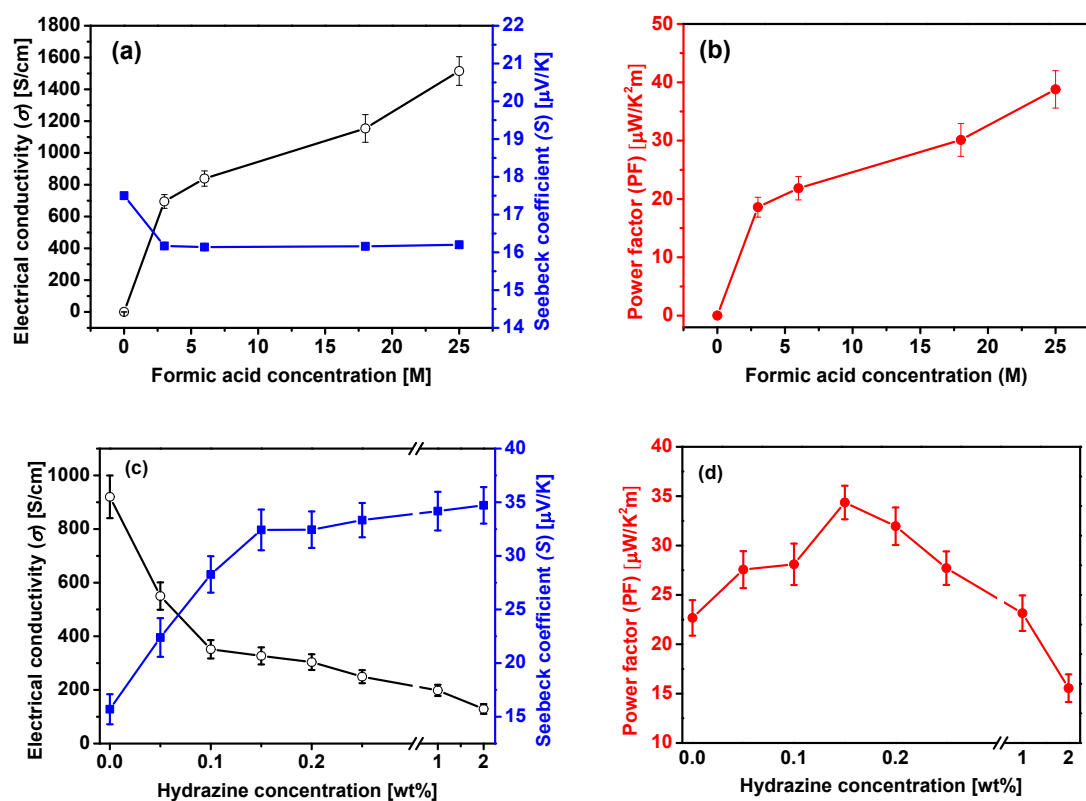 (a)
Electrical conductivity (σ) [S/cm]
1800
1600
1400
1200
1000
800
600
400
200
0
22
21
20
19
18
17
16
15
14
Seebeck coefficient (S) [μV/K]
0 5 10 15 20 25
Formic acid concentration [M]
(b)
Power factor (PF) [μW/K²m]
50
40
30
20
10
0
0 5 10 15 20 25
Formic acid concentration (M)
(c)
Electrical conductivity (σ) [S/cm]
1000
800
600
400
200
0
40
35
30
25
20
15
Seebeck coefficient (S) [μV/K]
0.0 0.1 0.2 1 2
Hydrazine concentration [wt%]
(d)
Power factor (PF) [μW/K²m]
40
35
30
25
20
15
10
0.0 0.1 0.2 1 2
Hydrazine concentration [wt%]